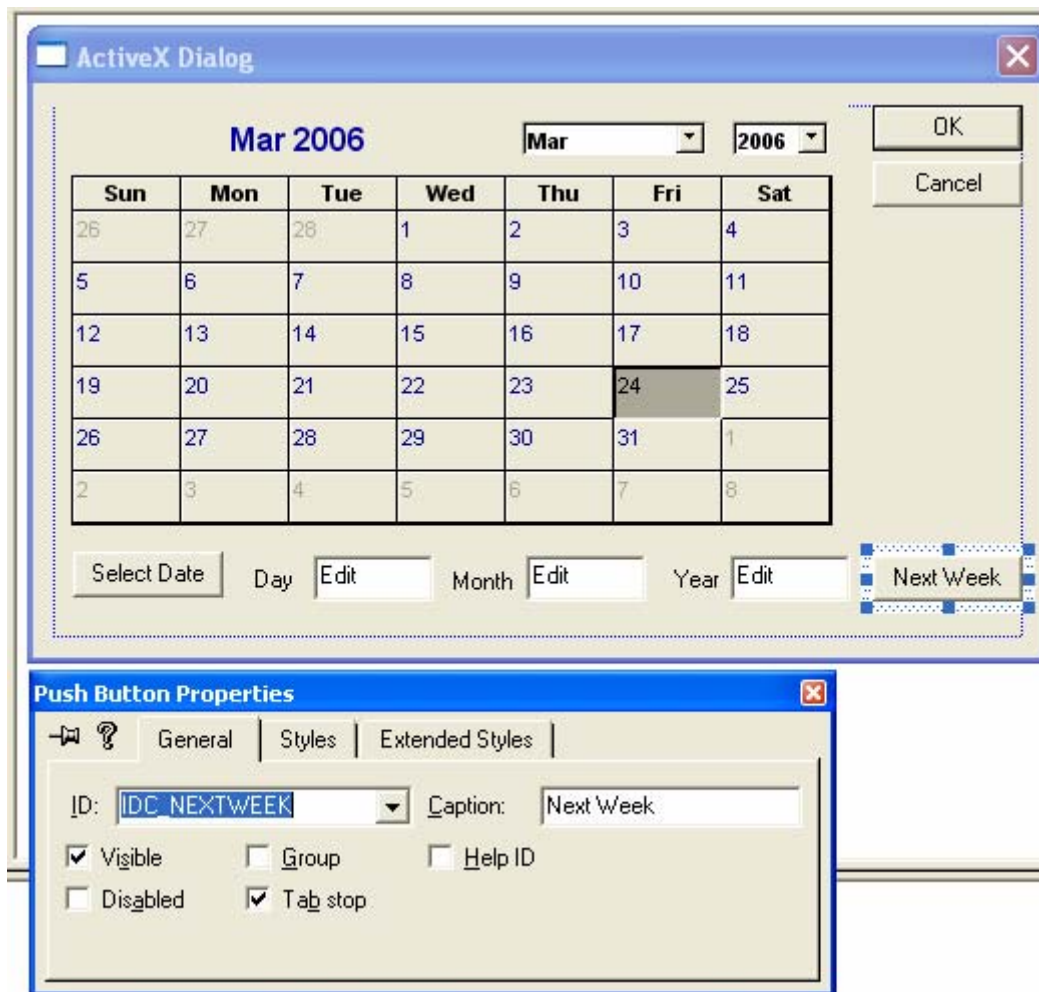 ActiveX Dialog
Mar 2006 Mar 2006 OK
Cancel
Sun Mon Tue Wed Thu Fri Sat
26 27 28 1 2 3 4
5 6 7 8 9 10 11
12 13 14 15 16 17 18
19 20 21 22 23 24 25
26 27 28 29 30 31 1
2 3 4 5 6 7 8
Select Date Day Edit Month Edit Year Edit Next Week
Push Button Properties
? General Styles Extended Styles
ID: IDC_NEXTWEEK Caption: Next Week
Visible Group Help ID
Disabled Tab stop